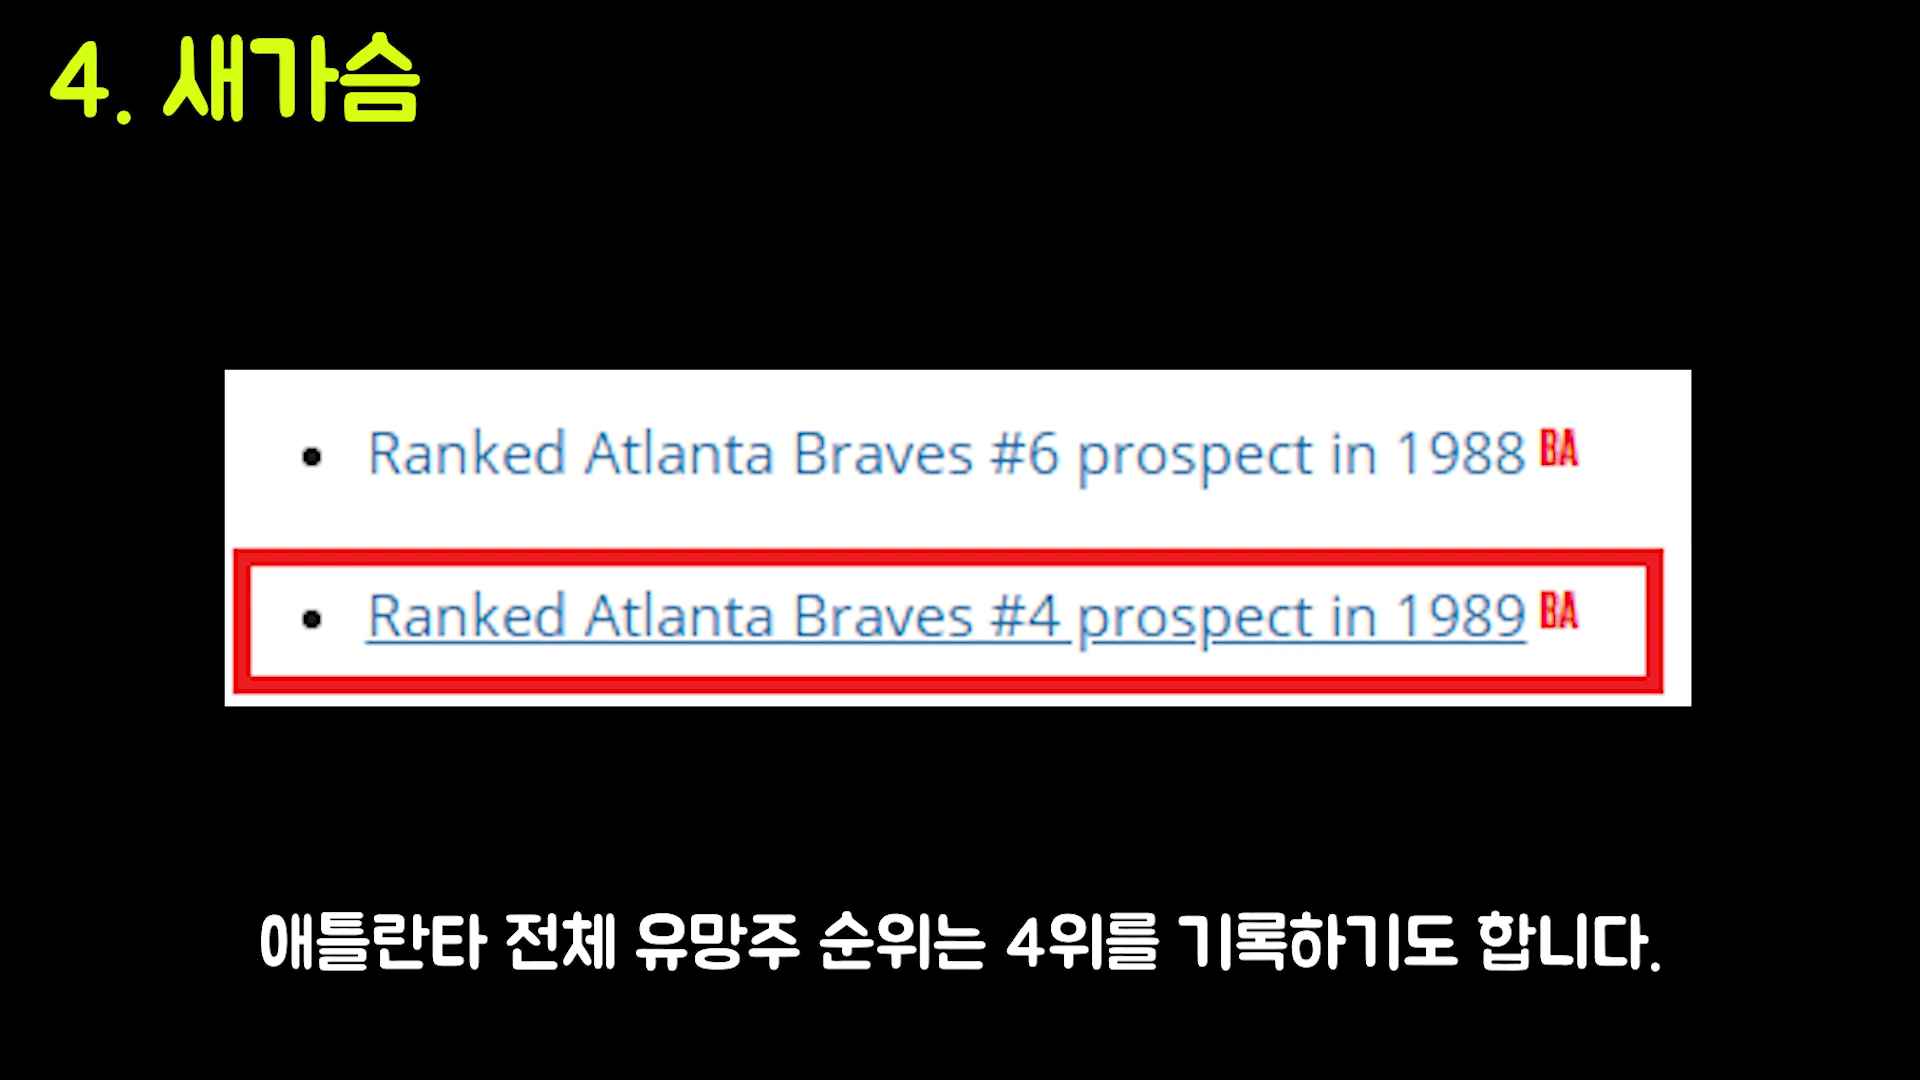 4. 새가슴
• Ranked Atlanta Braves #6 prospect in 1988 BA
• Ranked Atlanta Braves #4 prospect in 1989 BA
애틀란타 전체 유망주 순위는 4위를 기록하기도 합니다.